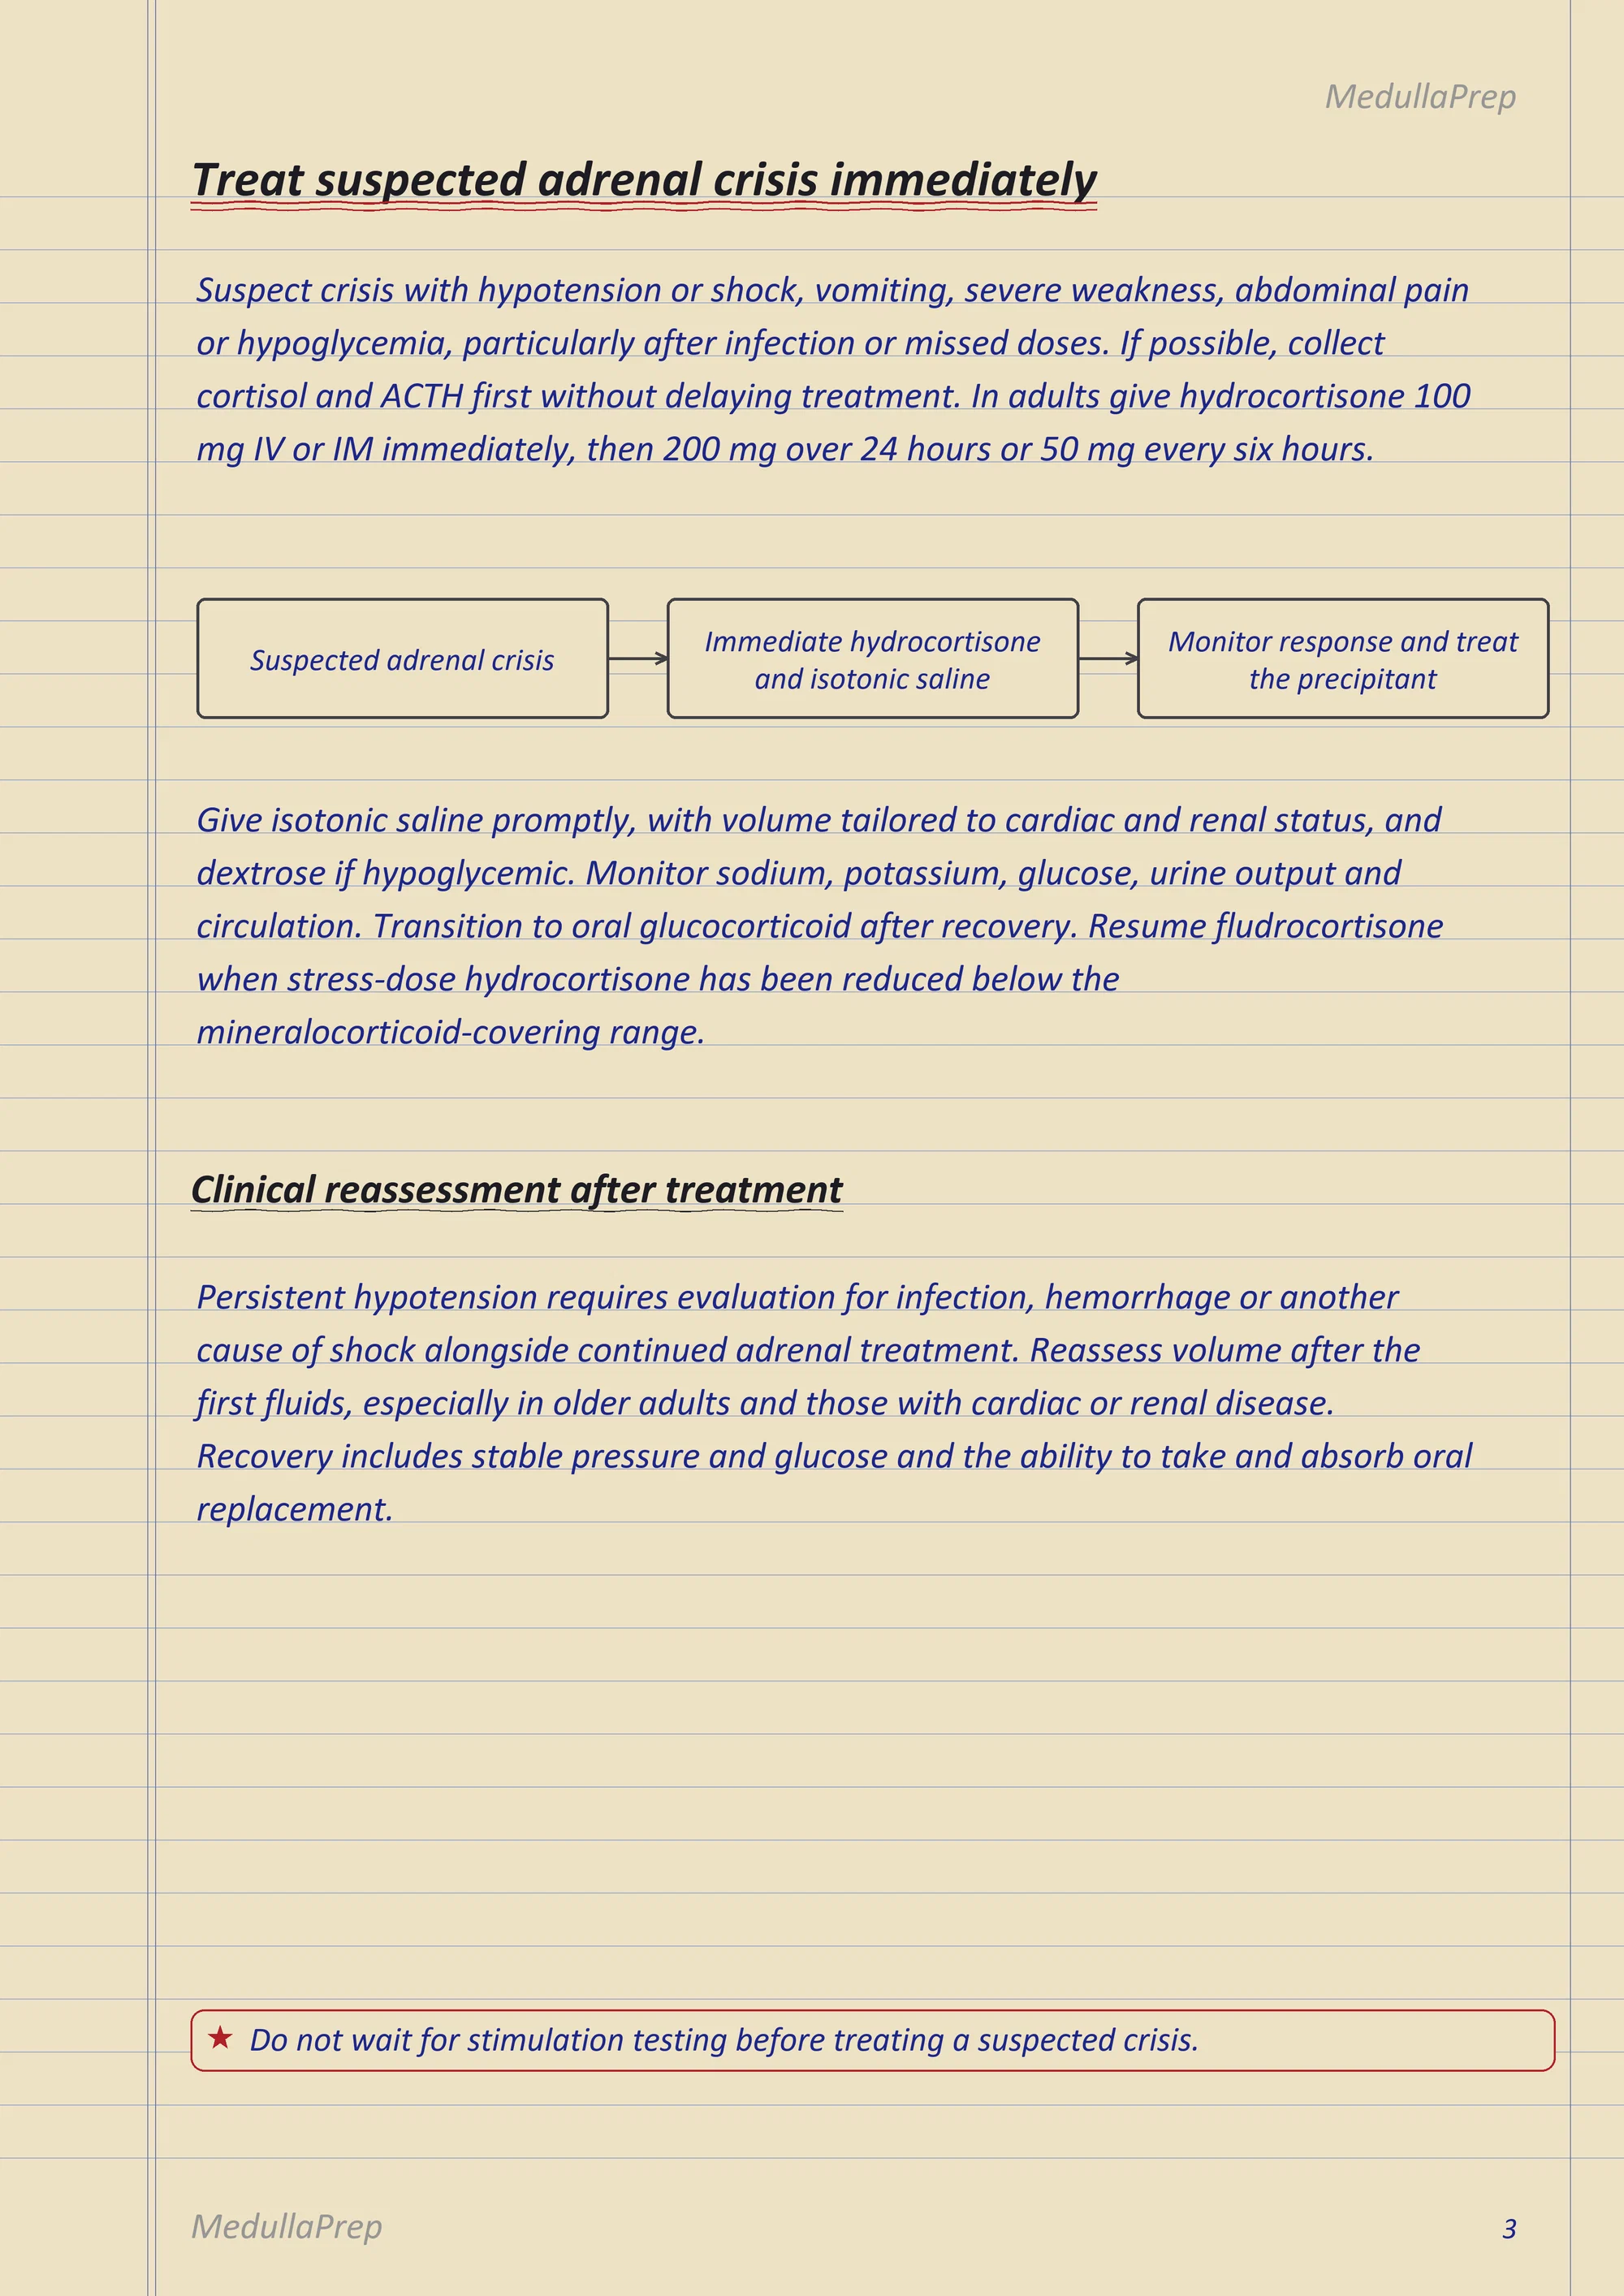 MedullaPrep
Treat suspected adrenal crisis immediately
Suspect crisis with hypotension or shock, vomiting, severe weakness, abdominal pain
or hypoglycemia, particularly after infection or missed doses. If possible, collect
cortisol and ACTH first without delaying treatment. In adults give hydrocortisone 100
mg IV or IM immediately, then 200 mg over 24 hours or 50 mg every six hours.
Suspected adrenal crisis
Immediate hydrocortisone
and isotonic saline
Monitor response and treat
the precipitant
Give isotonic saline promptly, with volume tailored to cardiac and renal status, and
dextrose if hypoglycemic. Monitor sodium, potassium, glucose, urine output and
circulation. Transition to oral glucocorticoid after recovery. Resume fludrocortisone
when stress-dose hydrocortisone has been reduced below the
mineralocorticoid-covering range.
Clinical reassessment after treatment
Persistent hypotension requires evaluation for infection, hemorrhage or another
cause of shock alongside continued adrenal treatment. Reassess volume after the
first fluids, especially in older adults and those with cardiac or renal disease.
Recovery includes stable pressure and glucose and the ability to take and absorb oral
replacement.
★ Do not wait for stimulation testing before treating a suspected crisis.
MedullaPrep
3